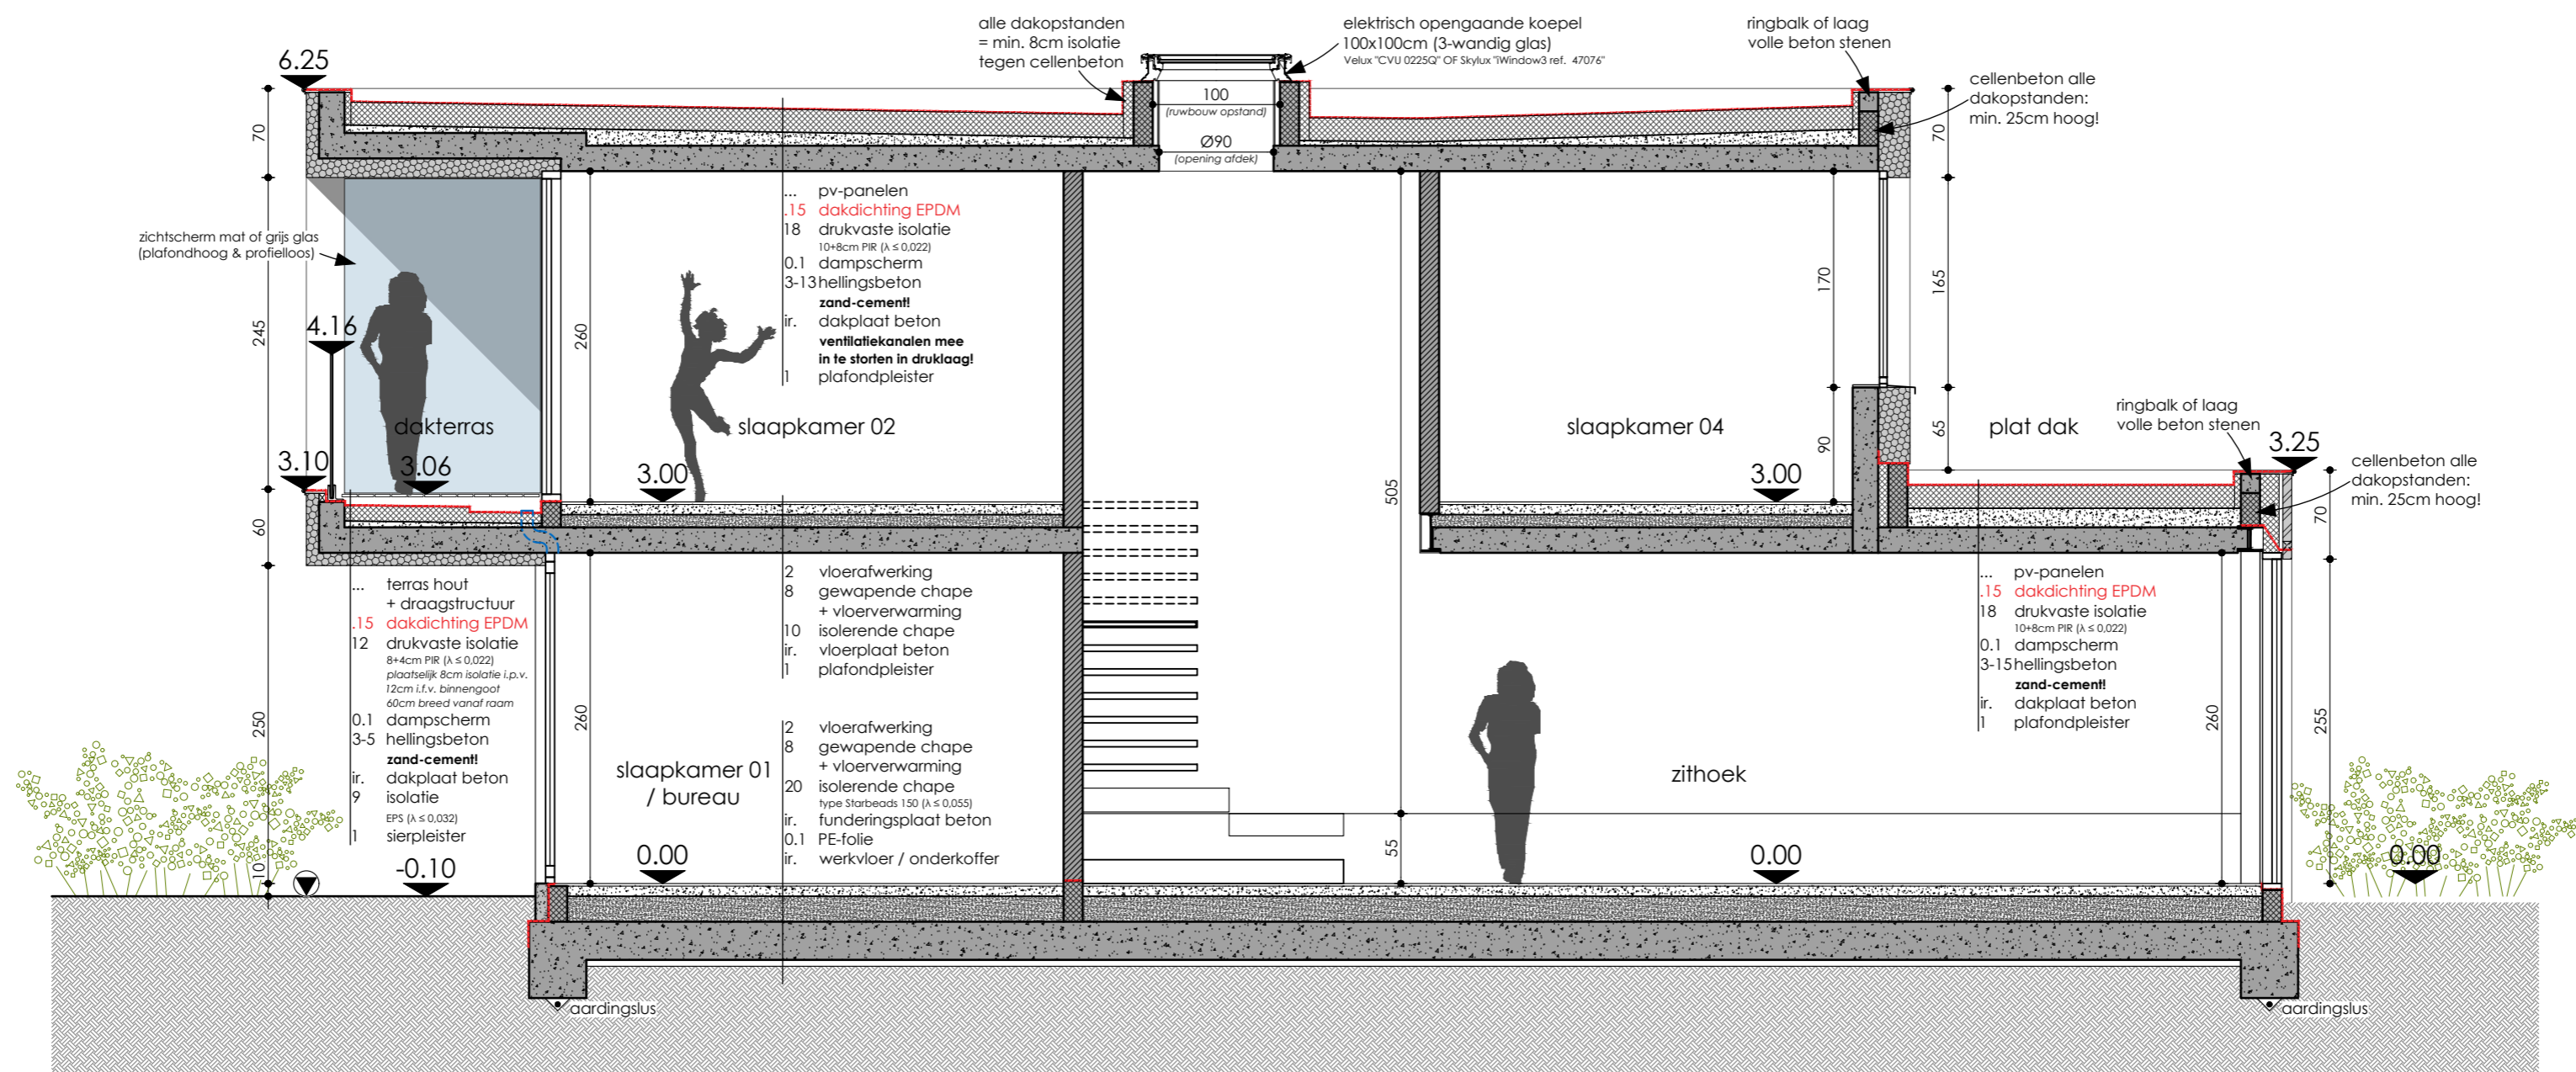 alle dakopstanden
= min. 8cm isolatie
tegen cellenbeton
elektrisch opengaande koepel
100x100cm (3-wandig glas)
Velux "CVU 0225Q" OF Skylux "iWindow3 ref. 47076"
ringbalk of laag
volle beton stenen
cellenbeton alle
dakopstanden:
min. 25cm hoog!
6.25
100
(ruwbouw opstand)
Ø90
(opening afdek)
70
70
zichtscherm mat of grijs glas
(plafondhoog & profielloos)
... pv-panelen
.15 dakdichting EPDM
18 drukvaste isolatie
10+8cm PIR (λ ≤ 0,022)
0.1 dampscherm
3-13 hellingsbeton
zand-cement!
ir. dakplaat beton
ventilatiekanalen mee
in te storten in druklaag!
1 plafondpleister
245
4.16
260
170
165
dakterras
slaapkamer 02
slaapkamer 04
90
65
plat dak
ringbalk of laag
volle beton stenen
3.25
cellenbeton alle
dakopstanden:
min. 25cm hoog!
3.10
3.06
3.00
3.00
505
60
70
... terras hout
+ draagstructuur
.15 dakdichting EPDM
12 drukvaste isolatie
8+4cm PIR (λ ≤ 0,022)
plaatselijk 8cm isolatie i.p.v.
12cm i.f.v. binnengoot
60cm breed vanaf raam
0.1 dampscherm
3-5 hellingsbeton
zand-cement!
ir. dakplaat beton
9 isolatie
EPS (λ ≤ 0,032)
1 sierpleister
2 vloerafwerking
8 gewapende chape
+ vloerverwarming
10 isolerende chape
ir. vloerplaat beton
1 plafondpleister
2 vloerafwerking
8 gewapende chape
+ vloerverwarming
20 isolerende chape
type Starbeads 150 (λ ≤ 0,055)
ir. funderingsplaat beton
0.1 PE-folie
ir. werkvloer / onderkoffer
... pv-panelen
.15 dakdichting EPDM
18 drukvaste isolatie
10+8cm PIR (λ ≤ 0,022)
0.1 dampscherm
3-15 hellingsbeton
zand-cement!
ir. dakplaat beton
1 plafondpleister
250
260
260
255
slaapkamer 01
/ bureau
zithoek
10
-0.10
0.00
55
0.00
0.00
aardingslus
aardingslus